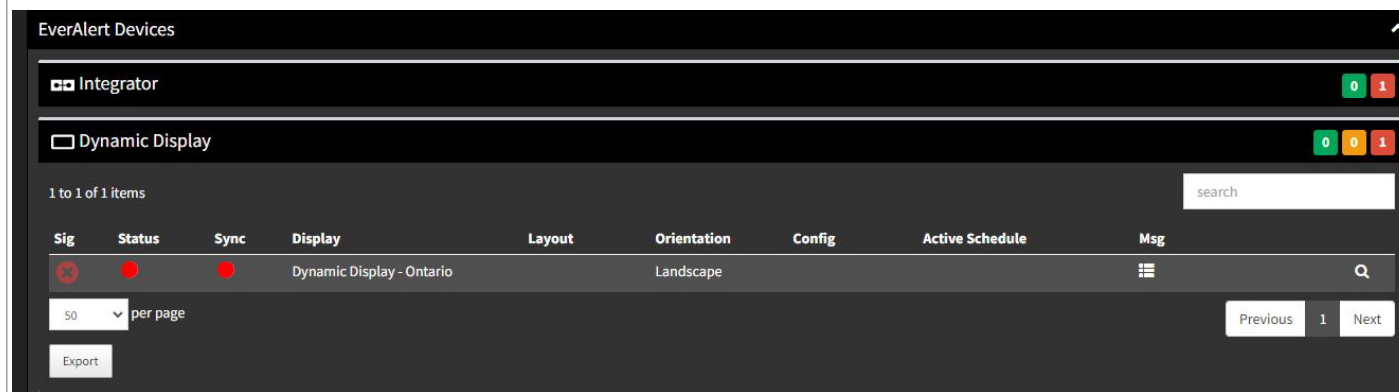 EverAlert Devices
Integrator
0 1
Dynamic Display
0 0 1
1 to 1 of 1 items
search
Sig Status Sync Display Layout Orientation Config Active Schedule Msg
Dynamic Display - Ontario Landscape
50 per page
Previous 1 Next
Export